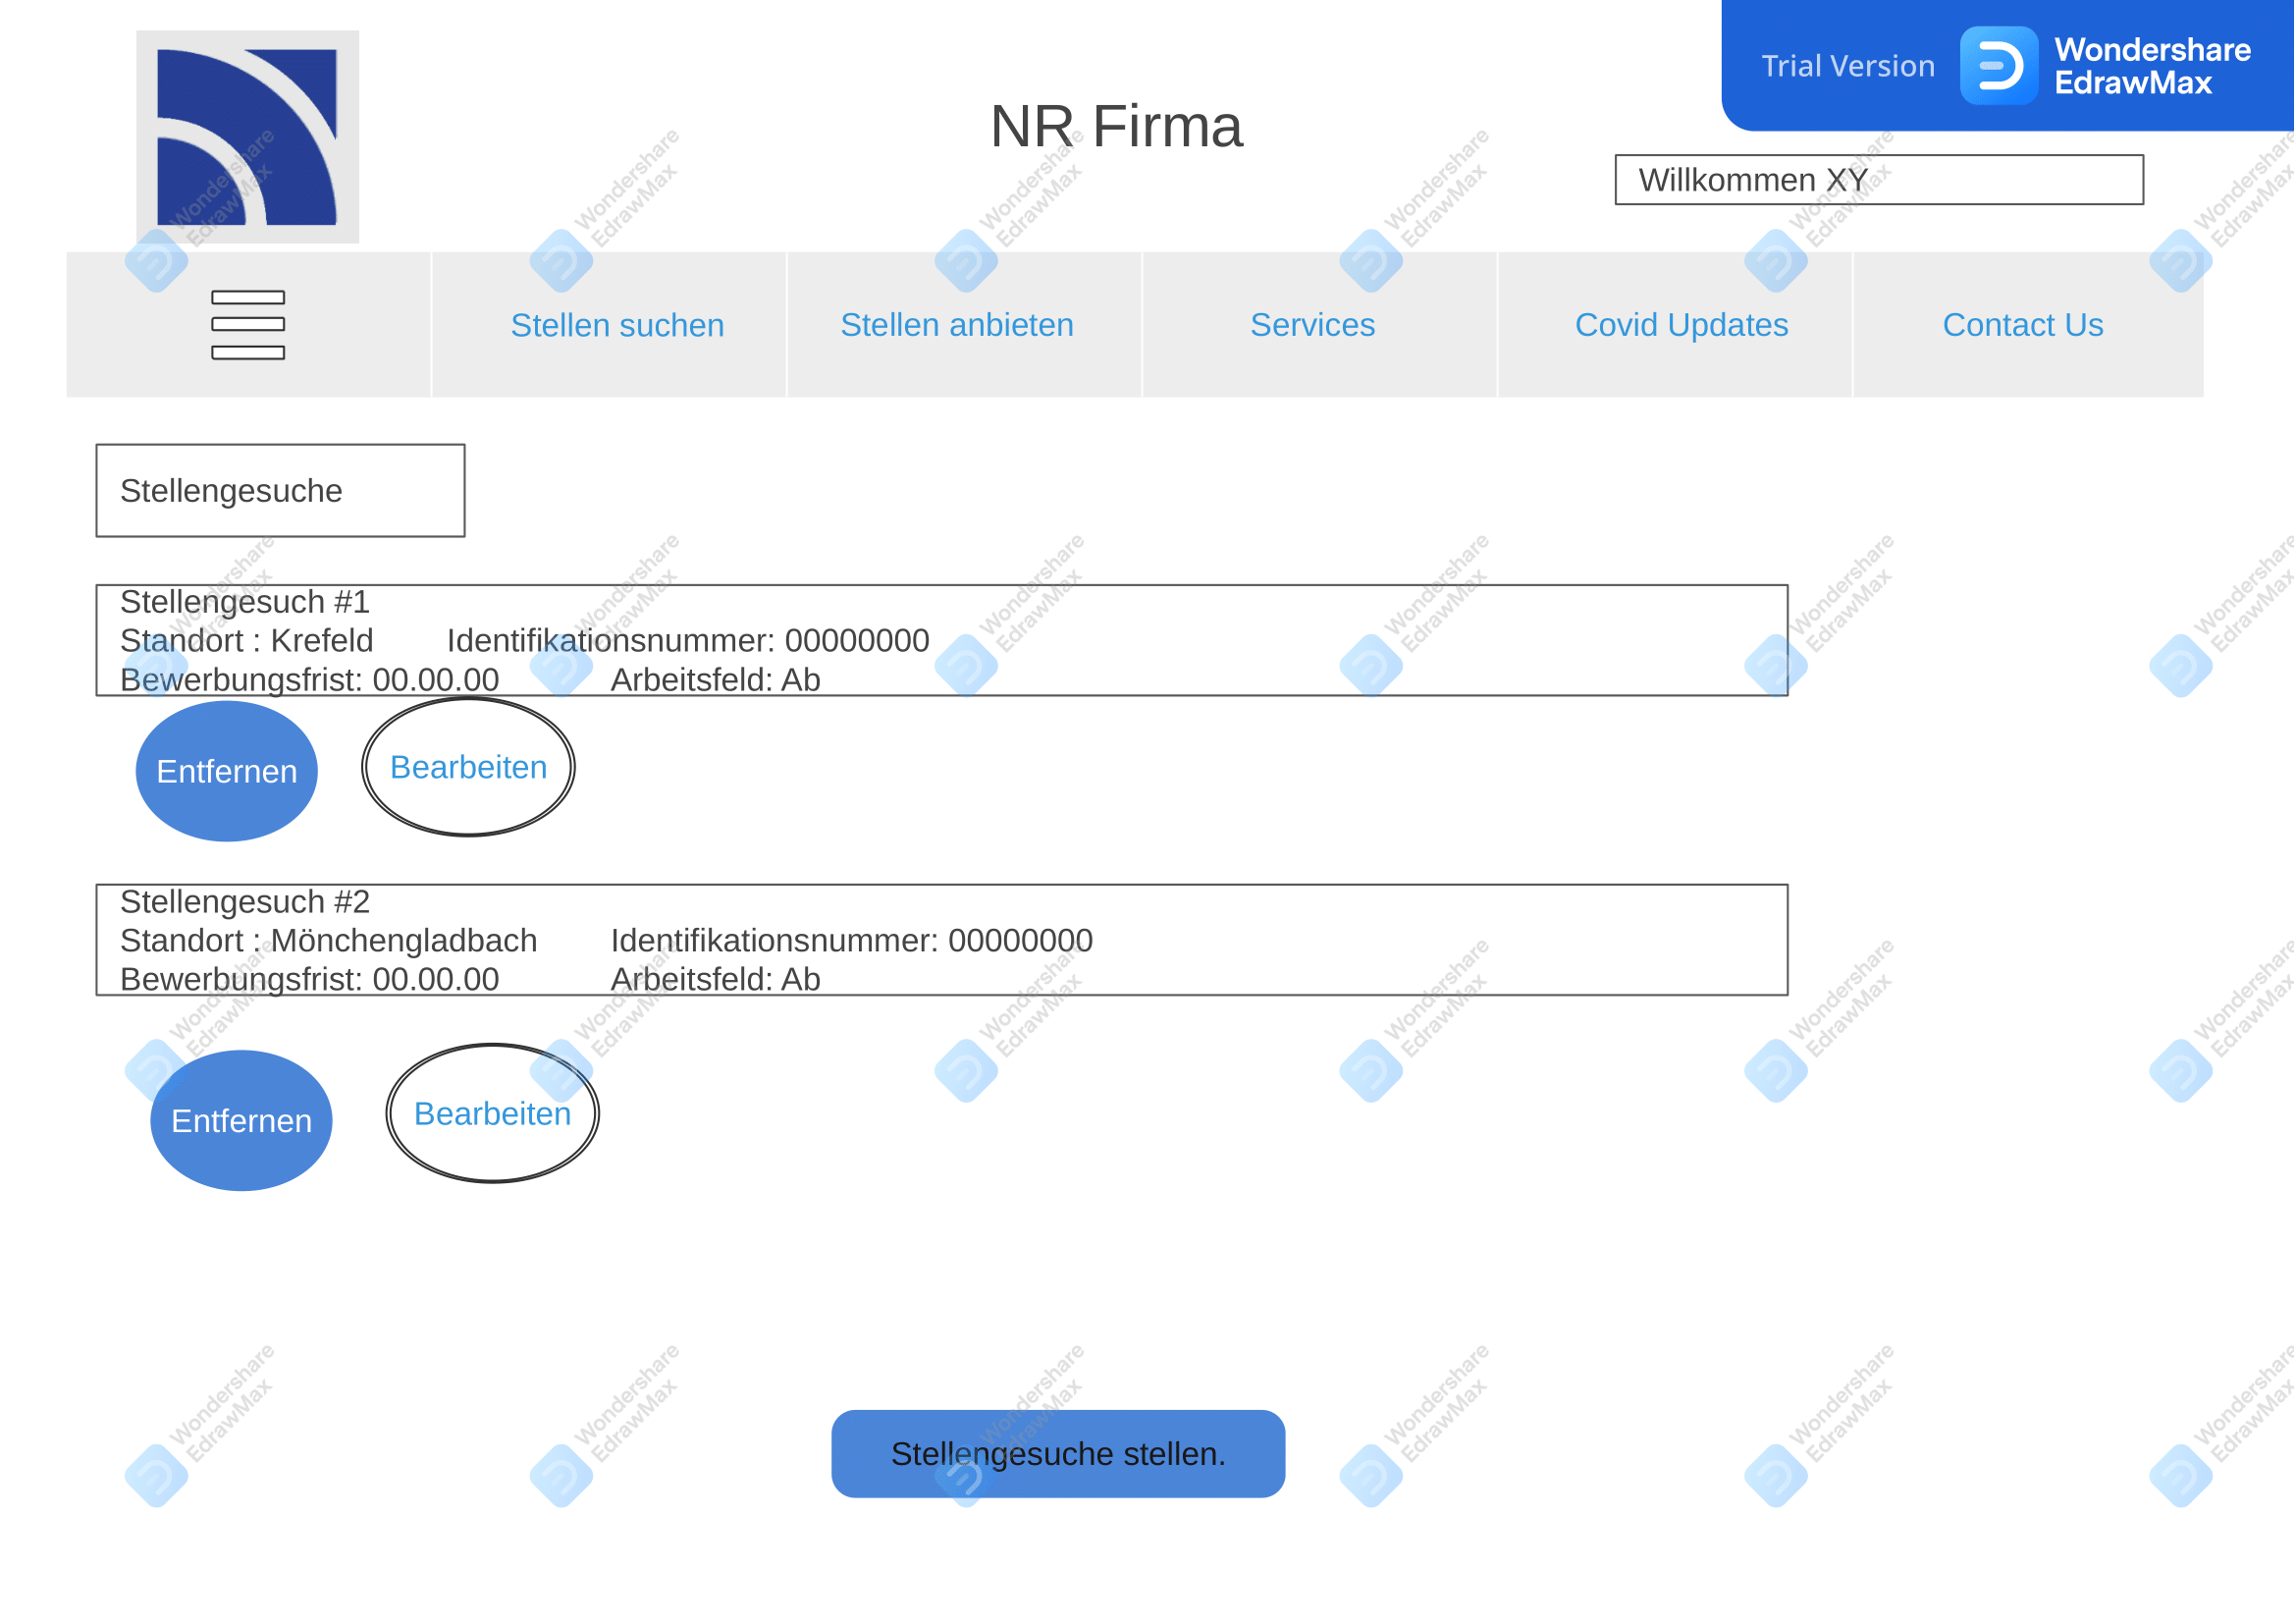 Trial Version
Wondershare
EdrawMax
NR Firma
Willkommen XY
Stellen suchen
Stellen anbieten
Services
Covid Updates
Contact Us
Stellengesuche
Stellengesuch #1
Standort : Krefeld Identifikationsnummer: 00000000
Bewerbungsfrist: 00.00.00 Arbeitsfeld: Ab
Entfernen
Bearbeiten
Stellengesuch #2
Standort : Mönchengladbach Identifikationsnummer: 00000000
Bewerbungsfrist: 00.00.00 Arbeitsfeld: Ab
Entfernen
Bearbeiten
Stellengesuche stellen.